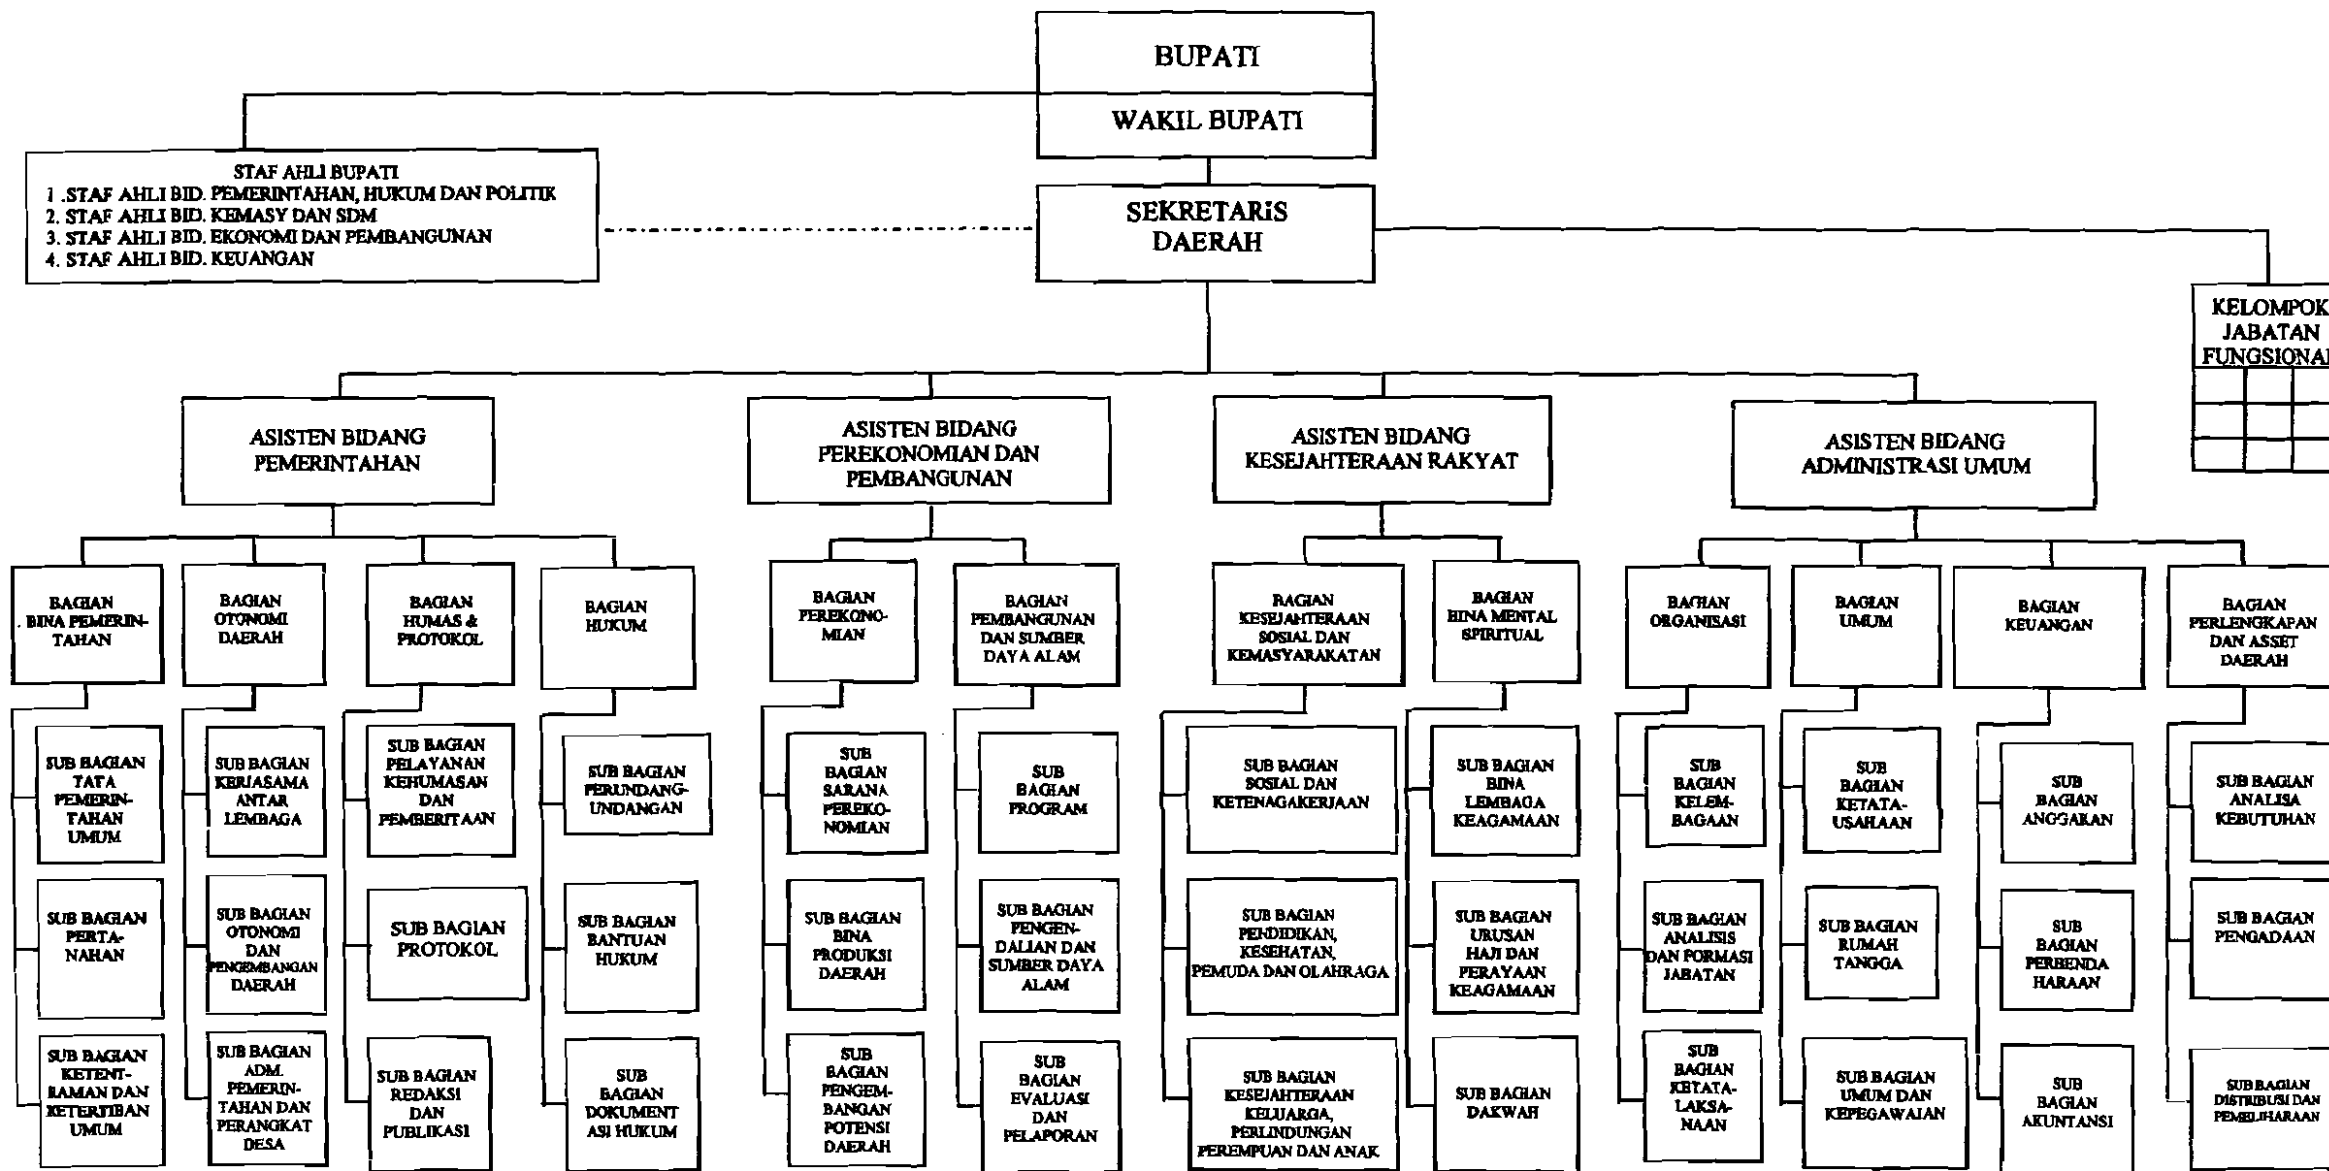 BUPATI
WAKIL BUPATI
STAF AHLI BUPATI
1 .STAF AHLI BID. PEMERINTAHAN, HUKUM DAN POLITIK
2. STAF AHLI BID. KEMASY DAN SDM
3. STAF AHLI BID. EKONOMI DAN PEMBANGUNAN
4. STAF AHLI BID. KEUANGAN
SEKRETARIS
DAERAH
KELOMPOK
JABATAN
FUNGSIONAL
ASISTEN BIDANG
PEMERINTAHAN
ASISTEN BIDANG
PEREKONOMIAN DAN
PEMBANGUNAN
ASISTEN BIDANG
KESEJAHTERAAN RAKYAT
ASISTEN BIDANG
ADMINISTRASI UMUM
BAGIAN
BINA PEMERIN-
TAHAN
BAGIAN
OTONOMI
DAERAH
BAGIAN
HUMAS &
PROTOKOL
BAGIAN
HUKUM
BAGIAN
PEREKONO-
MIAN
BAGIAN
PEMBANGUNAN
DAN SUMBER
DAYA ALAM
BAGIAN
KESEJAHTERAAN
SOSIAL DAN
KEMASYARAKATAN
BAGIAN
BINA MENTAL
SPIRITUAL
BAGIAN
ORGANISASI
BAGIAN
UMUM
BAGIAN
KEUANGAN
BAGIAN
PERLENGKAPAN
DAN ASSET
DAERAH
SUB BAGIAN
TATA
PEMERIN-
TAHAN
UMUM
SUB BAGIAN
KERJASAMA
ANTAR
LEMBAGA
SUB BAGIAN
PELAYANAN
KEHUMASAN
DAN
PEMBERITAAN
SUB BAGIAN
PERUNDANG-
UNDANGAN
SUB
BAGIAN
SARANA
PEREKO-
NOMIAN
SUB
BAGIAN
PROGRAM
SUB BAGIAN
SOSIAL DAN
KETENAGAKERJAAN
SUB BAGIAN
BINA
LEMBAGA
KEAGAMAAN
SUB
BAGIAN
KELEM-
BAGAAN
SUB
BAGIAN
KETATA-
USAHAAN
SUB
BAGIAN
ANGGARAN
SUB BAGIAN
ANALISA
KEBUTUHAN
SUB BAGIAN
PERTA-
NAHAN
SUB BAGIAN
OTONOMI
DAN
PENGEMBANGAN
DAERAH
SUB BAGIAN
PROTOKOL
SUB BAGIAN
BANTUAN
HUKUM
SUB BAGIAN
BINA
PRODUKSI
DAERAH
SUB BAGIAN
PENGEN-
DALIAN DAN
SUMBER DAYA
ALAM
SUB BAGIAN
PENDIDIKAN,
KESEHATAN,
PEMUDA DAN OLAHRAGA
SUB BAGIAN
URUSAN
HAJI DAN
PERAYAAN
KEAGAMAAN
SUB BAGIAN
ANALISIS
DAN FORMASI
JABATAN
SUB BAGIAN
RUMAH
TANGGA
SUB
BAGIAN
PERBENDA
HARAAN
SUB BAGIAN
PENGADAAN
SUB BAGIAN
KETENT-
RAMAN DAN
KETERTIBAN
UMUM
SUB BAGIAN
ADM.
PEMERIN-
TAHAN DAN
PERANGKAT
DESA
SUB BAGIAN
REDAKSI
DAN
PUBLIKASI
SUB
BAGIAN
DOKUMENT
ASI HUKUM
SUB
BAGIAN
PENGEM-
BANGAN
POTENSI
DAERAH
SUB
BAGIAN
EVALUASI
DAN
PELAPORAN
SUB BAGIAN
KESEJAHTERAAN
KELUARGA,
PERLINDUNGAN
PEREMPUAN DAN ANAK
SUB BAGIAN
DAKWAH
SUB
BAGIAN
KETATA-
LAKSA-
NAAN
SUB BAGIAN
UMUM DAN
KEPEGAWAIAN
SUB
BAGIAN
AKUNTANSI
SUB BAGIAN
DISTRIBUSI DAN
PEMELIHARAAN